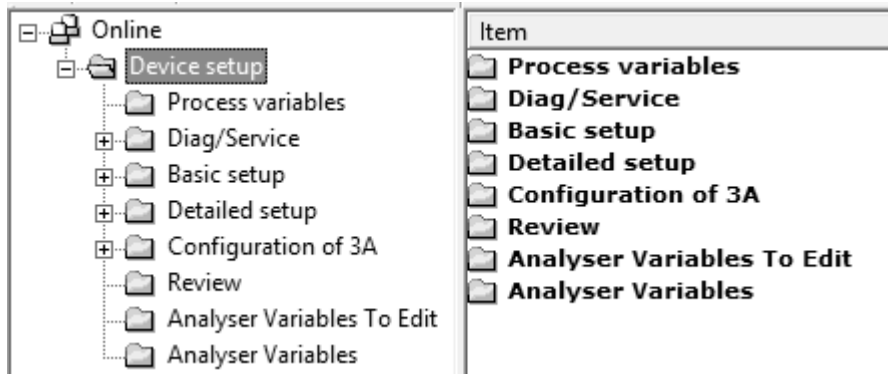 Online
Device setup
Process variables
Diag/Service
Basic setup
Detailed setup
Configuration of 3A
Review
Analyser Variables To Edit
Analyser Variables
Item
Process variables
Diag/Service
Basic setup
Detailed setup
Configuration of 3A
Review
Analyser Variables To Edit
Analyser Variables